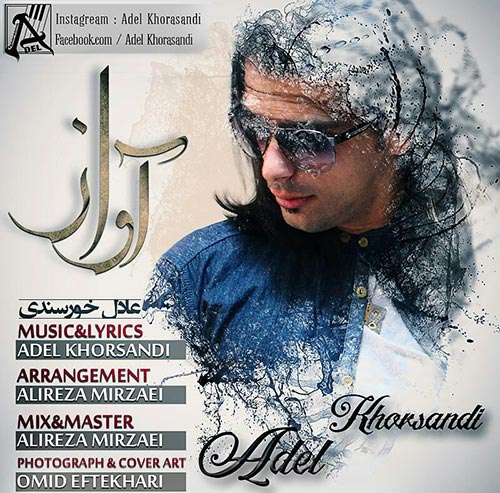 Instagream : Adel Khorasandi
Facebook.com / Adel Khorasandi
ADEL
آواز
عادل خورسندی
MUSIC&LYRICS
ADEL KHORSANDI
ARRANGEMENT
ALIREZA MIRZAEI
MIX&MASTER
ALIREZA MIRZAEI
PHOTOGRAPH & COVER ART
OMID EFTEKHARI
Adel
Khorsandi